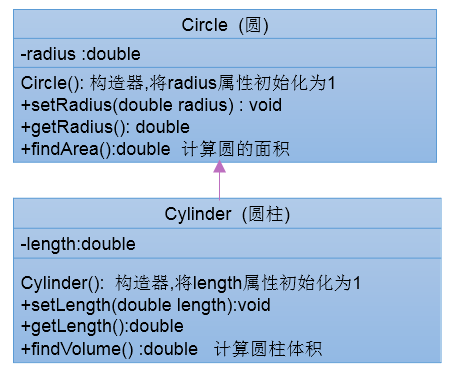 Circle (圆)
-radius :double
Circle(): 构造器,将radius属性初始化为1
+setRadius(double radius) : void
+getRadius(): double
+findArea():double 计算圆的面积
Cylinder (圆柱)
-length:double
Cylinder(): 构造器,将length属性初始化为1
+setLength(double length):void
+getLength():double
+findVolume() :double 计算圆柱体积